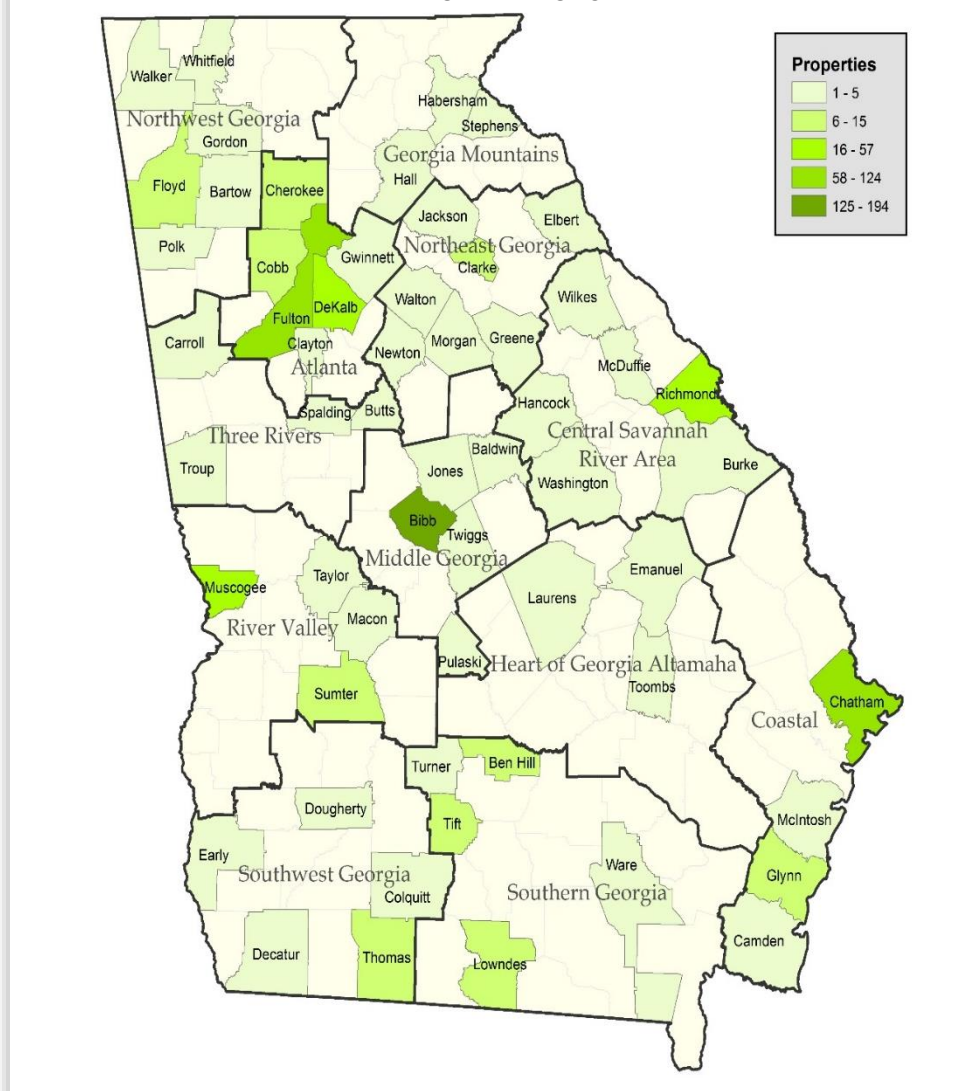 Properties
1 - 5
6 - 15
16 - 57
58 - 124
125 - 194
Whitfield
Walker
Habersham
Northwest Georgia
Stephens
Gordon
Georgia Mountains
Hall
Floyd
Bartow
Cherokee
Jackson
Elbert
Polk
Northeast Georgia
Gwinnett
Cobb
Clarke
Walton
Wilkes
DeKalb
Fulton
Carroll
Clayton
Morgan
Greene
Newton
Atlanta
McDuffie
Richmond
Hancock
Spalding
Butts
Three Rivers
Central Savannah
River Area
Baldwin
Troup
Jones
Burke
Washington
Bibb
Twiggs
Middle Georgia
Taylor
Emanuel
Muscogee
Laurens
Macon
River Valley
Pulaski
Heart of Georgia Altamaha
Toombs
Sumter
Chatham
Coastal
Turner
Ben Hill
Dougherty
McIntosh
Tift
Early
Ware
Southwest Georgia
Glynn
Southern Georgia
Colquitt
Camden
Decatur
Thomas
Lowndes